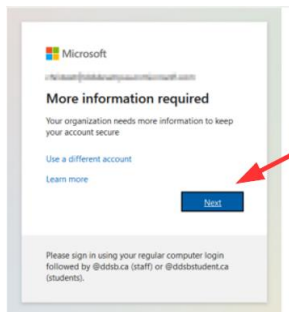 Microsoft
More information required
Your organization needs more information to keep
your account secure
Use a different account
Learn more
Next
Please sign in using your regular computer login
followed by @ddsb.ca (staff) or @ddsbstudent.ca
(students).